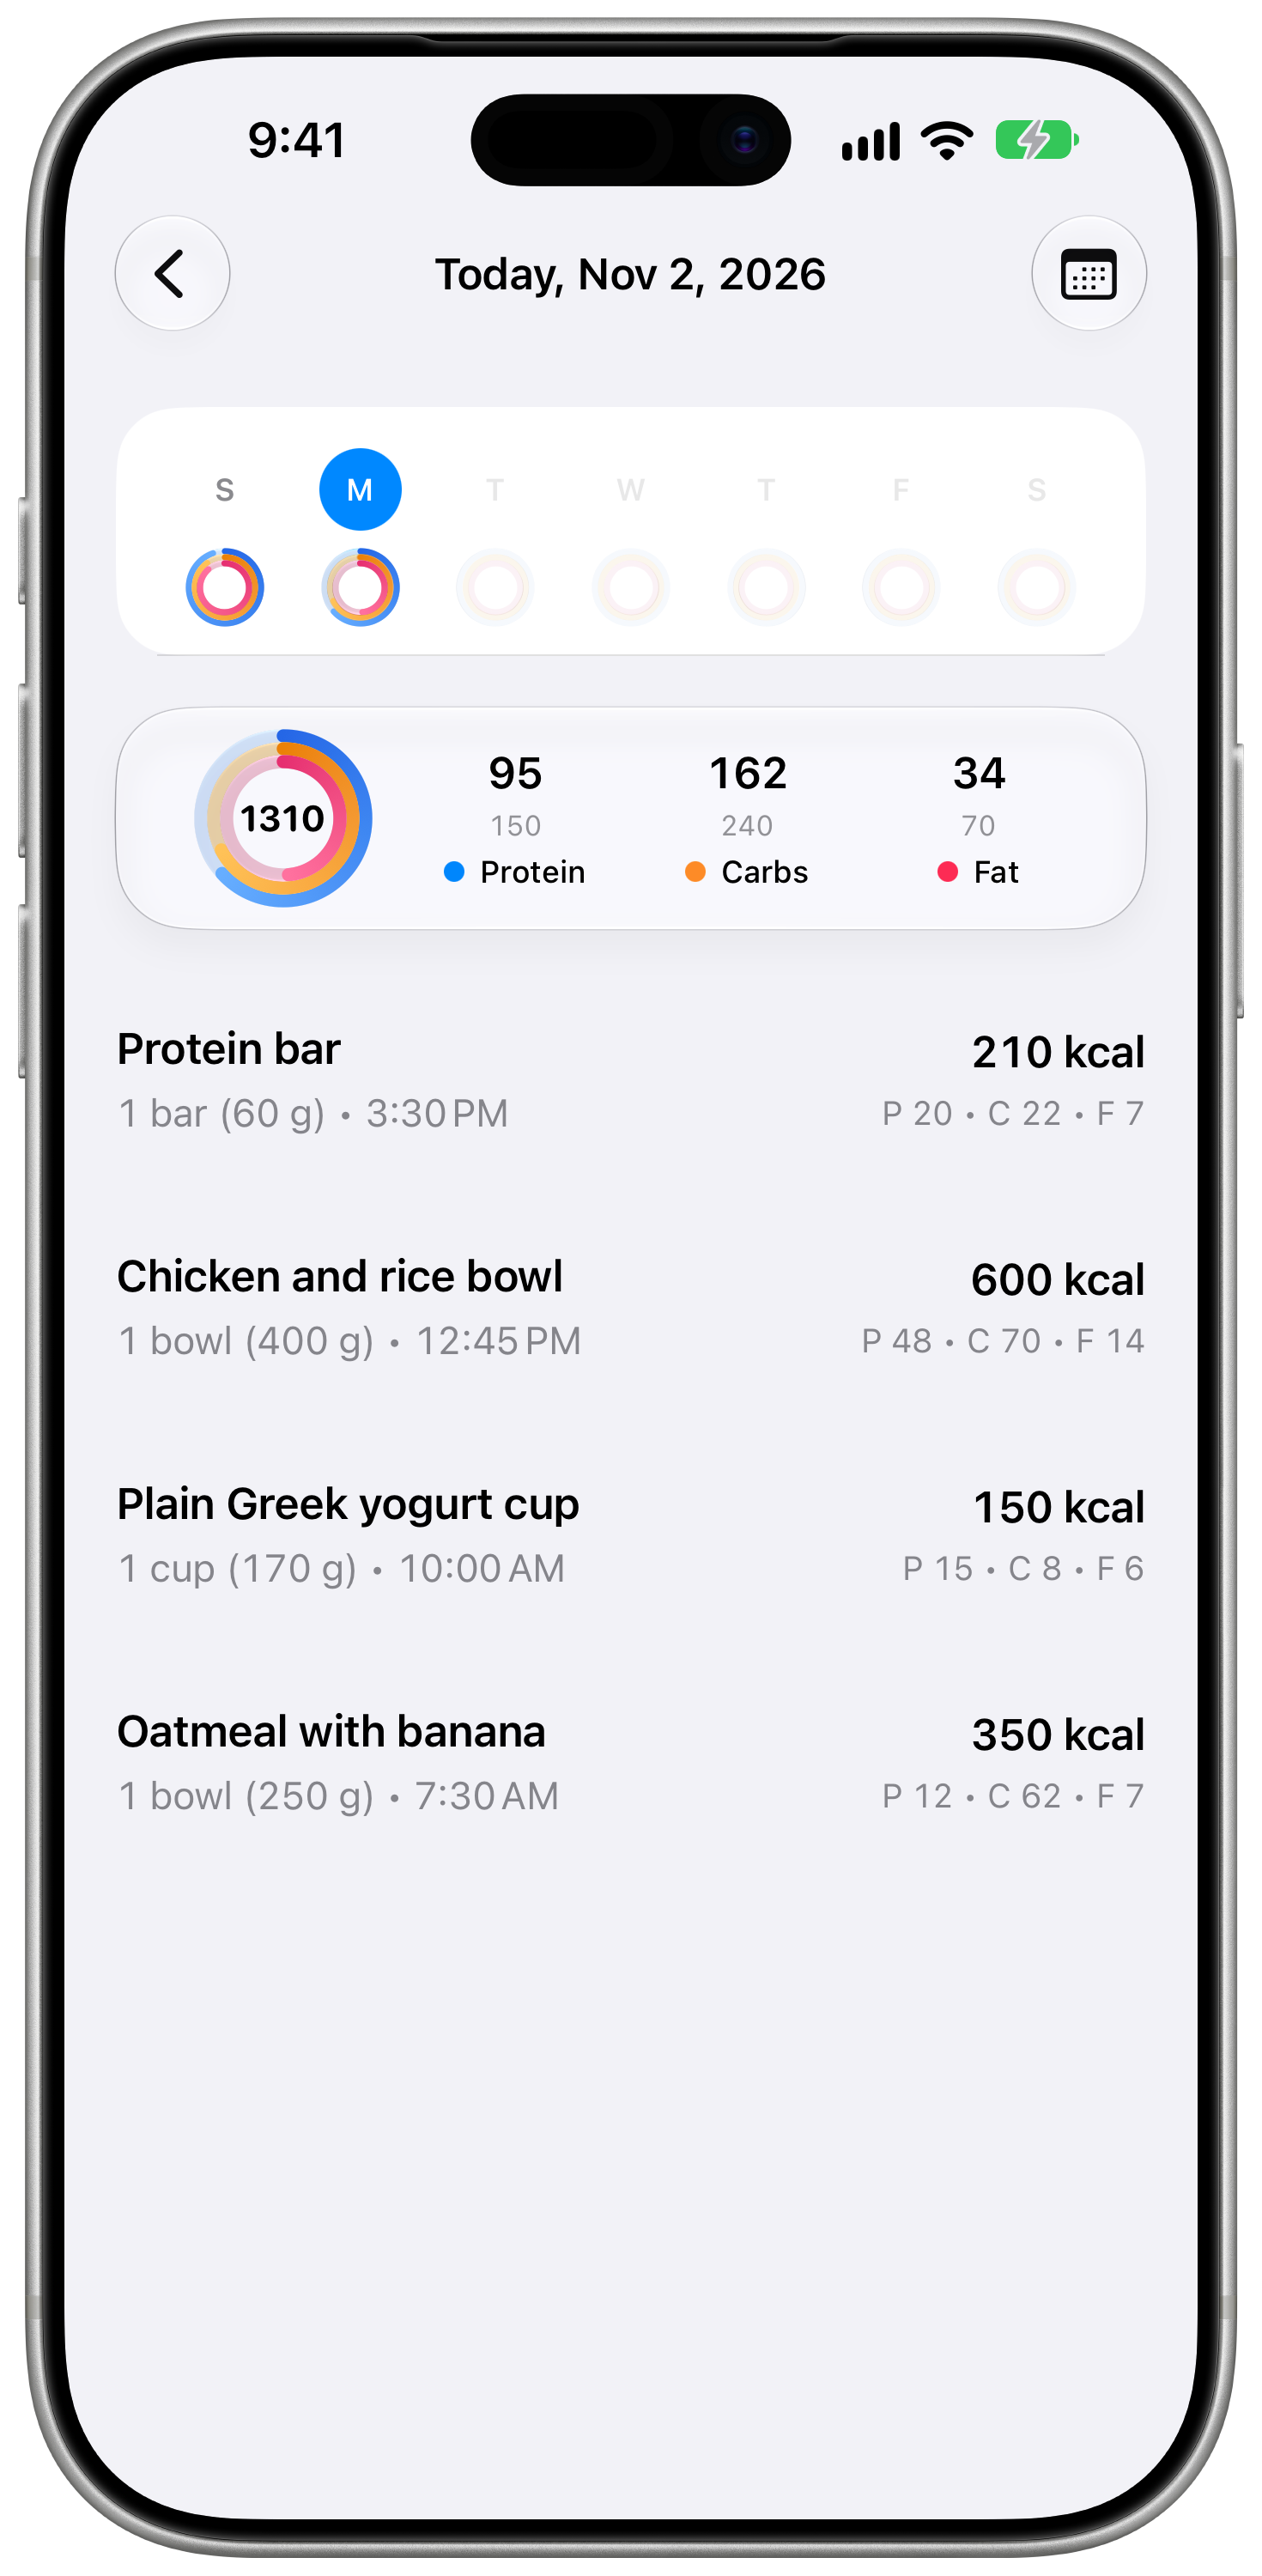 9:41
Today, Nov 2, 2026
S M T W T F S
1310
95 162 34
150 240 70
Protein Carbs Fat
Protein bar 210 kcal
1 bar (60 g) • 3:30 PM P 20 • C 22 • F 7
Chicken and rice bowl 600 kcal
1 bowl (400 g) • 12:45 PM P 48 • C 70 • F 14
Plain Greek yogurt cup 150 kcal
1 cup (170 g) • 10:00 AM P 15 • C 8 • F 6
Oatmeal with banana 350 kcal
1 bowl (250 g) • 7:30 AM P 12 • C 62 • F 7